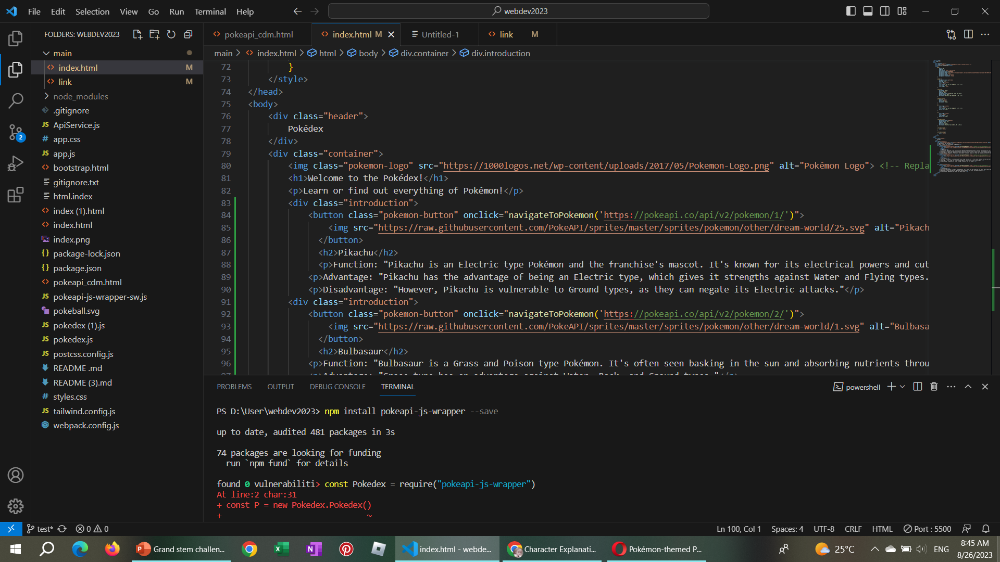 File Edit Selection View Go Run Terminal Help
webdev2023
FOLDERS: WEBDEV2023
pokeapi_cdm.html
index.html M
Untitled-1
link M
main > index.html > html > body > div.container > div.introduction
main
index.html M
link M
node_modules
.gitignore
ApiService.js
app.css
app.js
bootstrap.html
gitignore.txt
html.index
index (1).html
index.html
index.png
package-lock.json
package.json
pokeapi_cdm.html
pokeapi-js-wrapper-sw.js
pokeball.svg
pokedex (1).js
pokedex.js
postcss.config.js
README .md
README (3).md
styles.css
tailwind.config.js
webpack.config.js
2
72 }
73 </style>
74 </head>
75 <body>
76 <div class="header">
77 Pokédex
78 </div>
79 <div class="container">
80 <img class="pokemon-logo" src="https://1000logos.net/wp-content/uploads/2017/05/Pokemon-Logo.png" alt="Pokémon Logo"> <!-- Repla
81 <h1>Welcome to the Pokédex!</h1>
82 <p>Learn or find out everything of Pokémon!</p>
83 <div class="introduction">
84 <button class="pokemon-button" onclick="navigateToPokemon('https://pokeapi.co/api/v2/pokemon/1/')">
85 <img src="https://raw.githubusercontent.com/PokeAPI/sprites/master/sprites/pokemon/other/dream-world/25.svg" alt="Pikach
86 </button>
87 <h2>Pikachu</h2>
88 <p>Function: "Pikachu is an Electric type Pokémon and the franchise's mascot. It's known for its electrical powers and cut
89 <p>Advantage: "Pikachu has the advantage of being an Electric type, which gives it strengths against Water and Flying types.
90 <p>Disadvantage: "However, Pikachu is vulnerable to Ground types, as they can negate its Electric attacks."</p>
91 <div class="introduction">
92 <button class="pokemon-button" onclick="navigateToPokemon('https://pokeapi.co/api/v2/pokemon/2/')">
93 <img src="https://raw.githubusercontent.com/PokeAPI/sprites/master/sprites/pokemon/other/dream-world/1.svg" alt="Bulbasa
94 </button>
95 <h2>Bulbasaur</h2>
96 <p>Function: "Bulbasaur is a Grass and Poison type Pokémon. It's often seen basking in the sun and absorbing nutrients throu
PROBLEMS OUTPUT DEBUG CONSOLE TERMINAL
powershell
PS D:\User\webdev2023> npm install pokeapi-js-wrapper --save
up to date, audited 481 packages in 3s
74 packages are looking for funding
run `npm fund` for details
found 0 vulnerabiliti> const Pokedex = require("pokeapi-js-wrapper")
At line:2 char:31
+ const P = new Pokedex.Pokedex()
+ ~
test* 0 0
Ln 100, Col 1 Spaces: 4 UTF-8 CRLF HTML Port : 5500
Grand stem challen...
index.html - webde...
Character Explanati...
Pokémon-themed P...
25°C
ENG
8:45 AM
8/26/2023